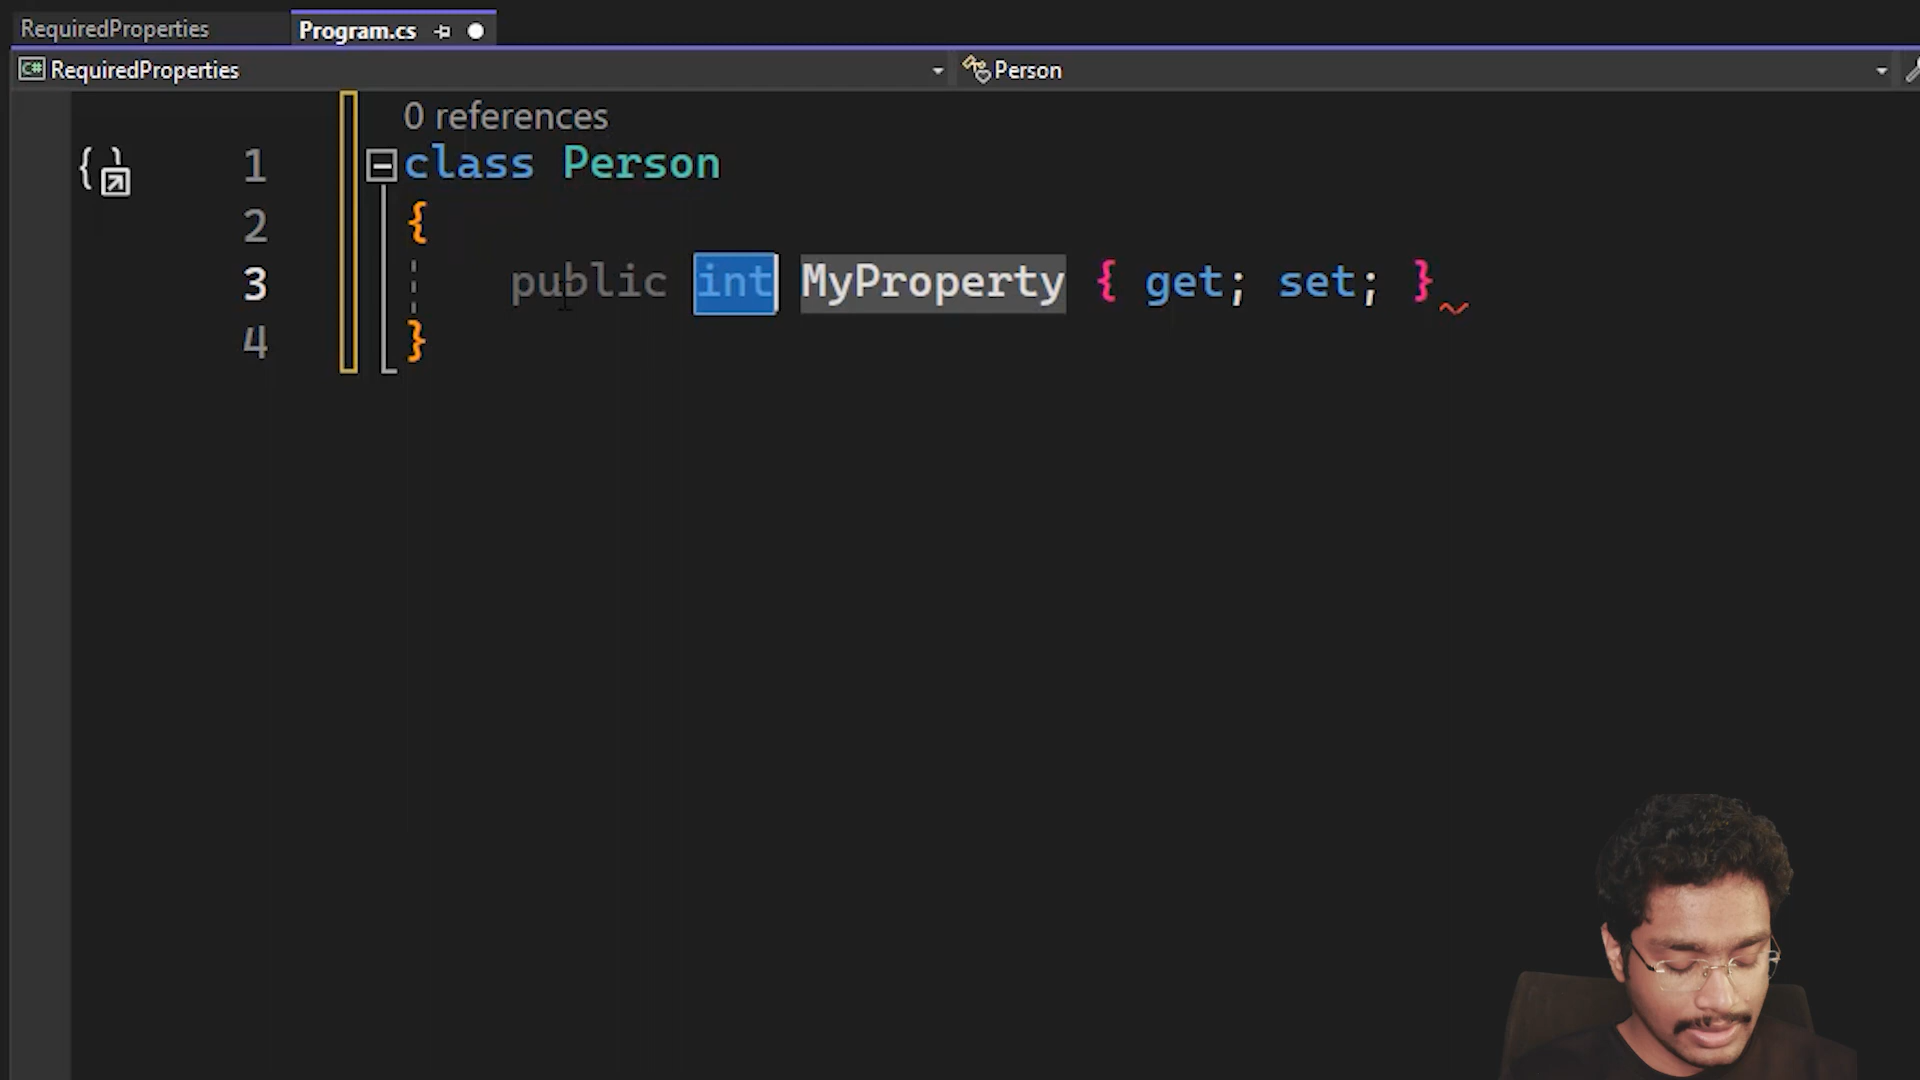 RequiredProperties Program.cs
C# RequiredProperties Person
0 references
1 class Person
2 {
3 public int MyProperty { get; set; }
4 }